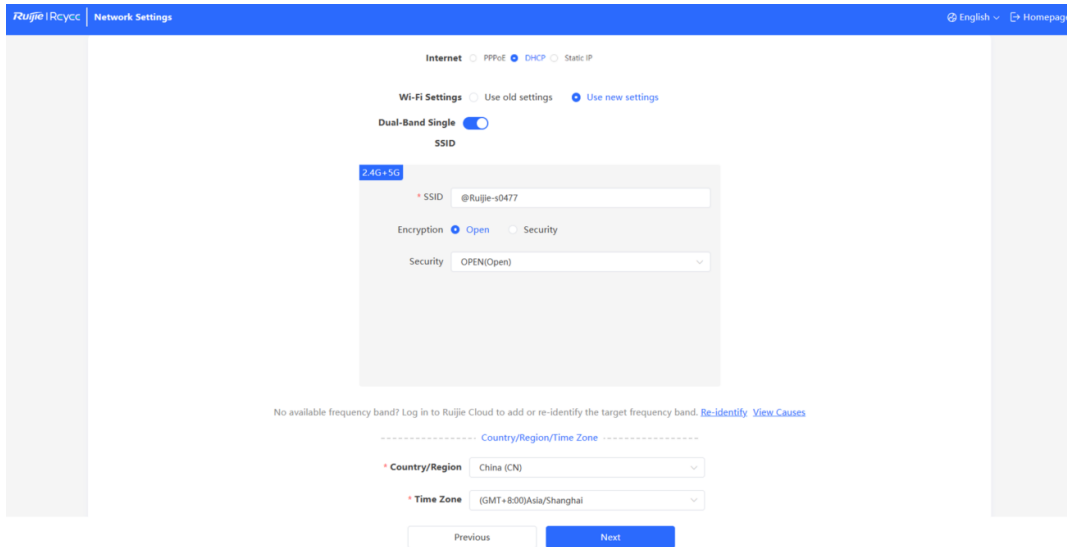 Ruijie | Rcycc | Network Settings
English
Homepage
Internet PPPoE DHCP Static IP
Wi-Fi Settings Use old settings Use new settings
Dual-Band Single
SSID
2.4G+5G
* SSID @Ruijie-s0477
Encryption Open Security
Security OPEN(Open)
No available frequency band? Log in to Ruijie Cloud to add or re-identify the target frequency band. Re-identify View Causes
Country/Region/Time Zone
* Country/Region China (CN)
* Time Zone (GMT+8:00)Asia/Shanghai
Previous Next